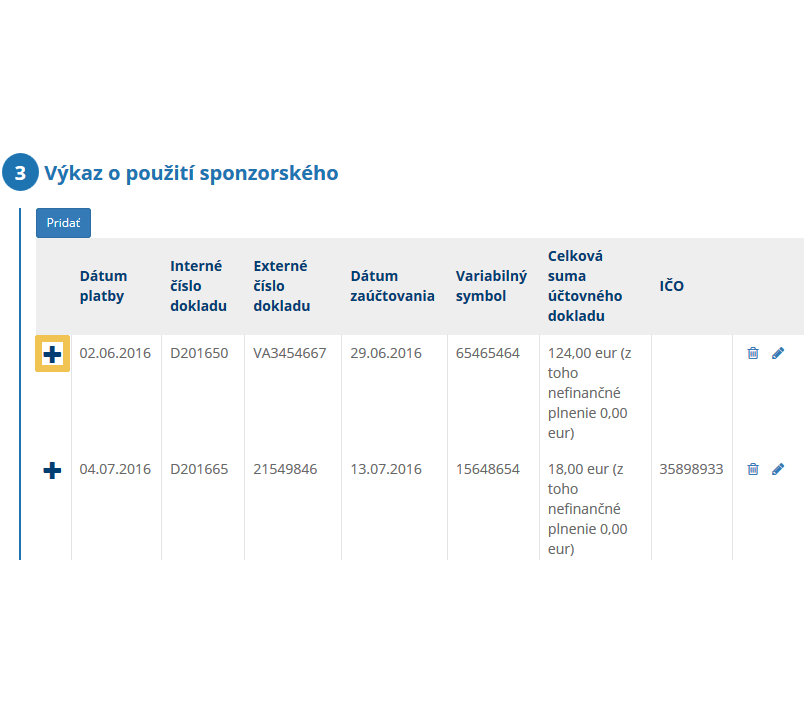 3 Výkaz o použití sponzorského
Pridať
Dátum platby
Interné číslo dokladu
Externé číslo dokladu
Dátum zaúčtovania
Variabilný symbol
Celková suma účtovného dokladu
IČO
02.06.2016 D201650 VA3454667 29.06.2016 65465464 124,00 eur (z
toho
nefinančné
plnenie 0,00
eur)
04.07.2016 D201665 21549846 13.07.2016 15648654 18,00 eur (z 35898933
toho
nefinančné
plnenie 0,00
eur)